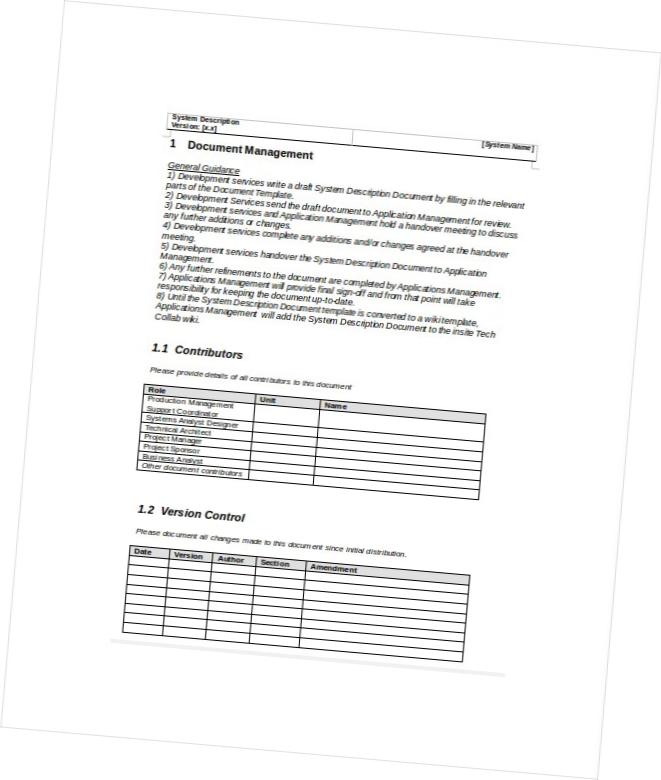 System Description
Version: [x.x]
[System Name]
1 Document Management
General Guidance
1) Development services write a draft System Description Document by filling in the relevant
parts of the Document Template.
2) Development Services send the draft document to Application Management for review.
3) Development services and Application Management hold a handover meeting to discuss
any further additions or changes.
4) Development services complete any additions and/or changes agreed at the handover
meeting.
5) Development services handover the System Description Document to Application
Management.
6) Any further refinements to the document are completed by Applications Management.
7) Applications Management will provide final sign-off and from that point will take
responsibility for keeping the document up-to-date.
8) Until the System Description Document template is converted to a wiki template,
Applications Management will add the System Description Document to the insite Tech
Collab wiki.
1.1 Contributors
Please provide details of all contributors to this document
Role Unit Name
Production Management
Support Coordinator
Systems Analyst Designer
Technical Architect
Project Manager
Project Sponsor
Business Analyst
Other document contributors
1.2 Version Control
Please document all changes made to this document since initial distribution.
Date Version Author Section Amendment